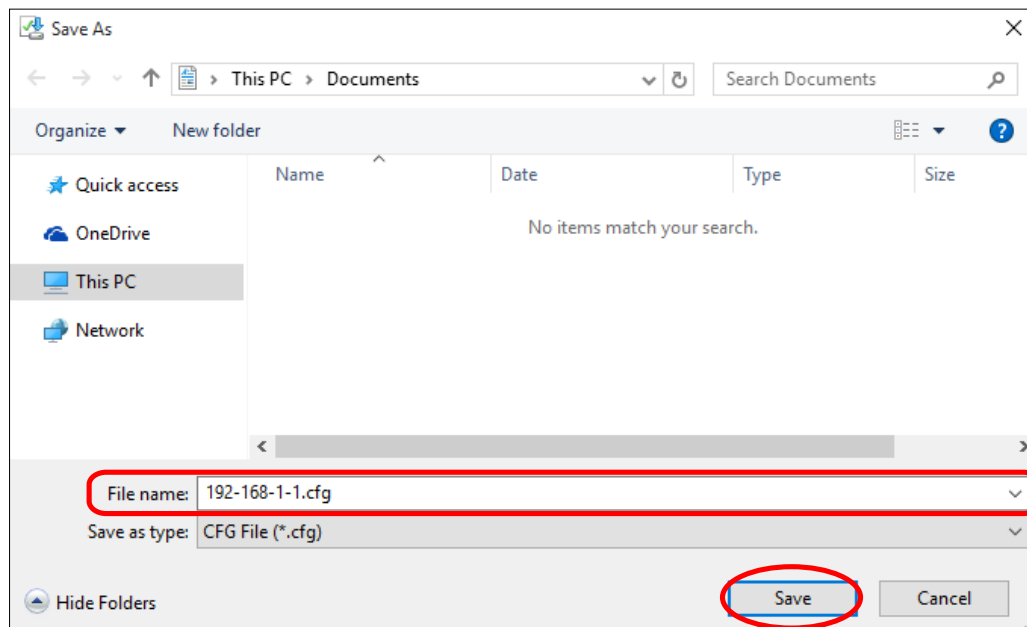 Save As
This PC > Documents
Search Documents
Organize New folder
Name Date Type Size
Quick access
No items match your search.
OneDrive
This PC
Network
File name: 192-168-1-1.cfg
Save as type: CFG File (*.cfg)
Hide Folders Save Cancel